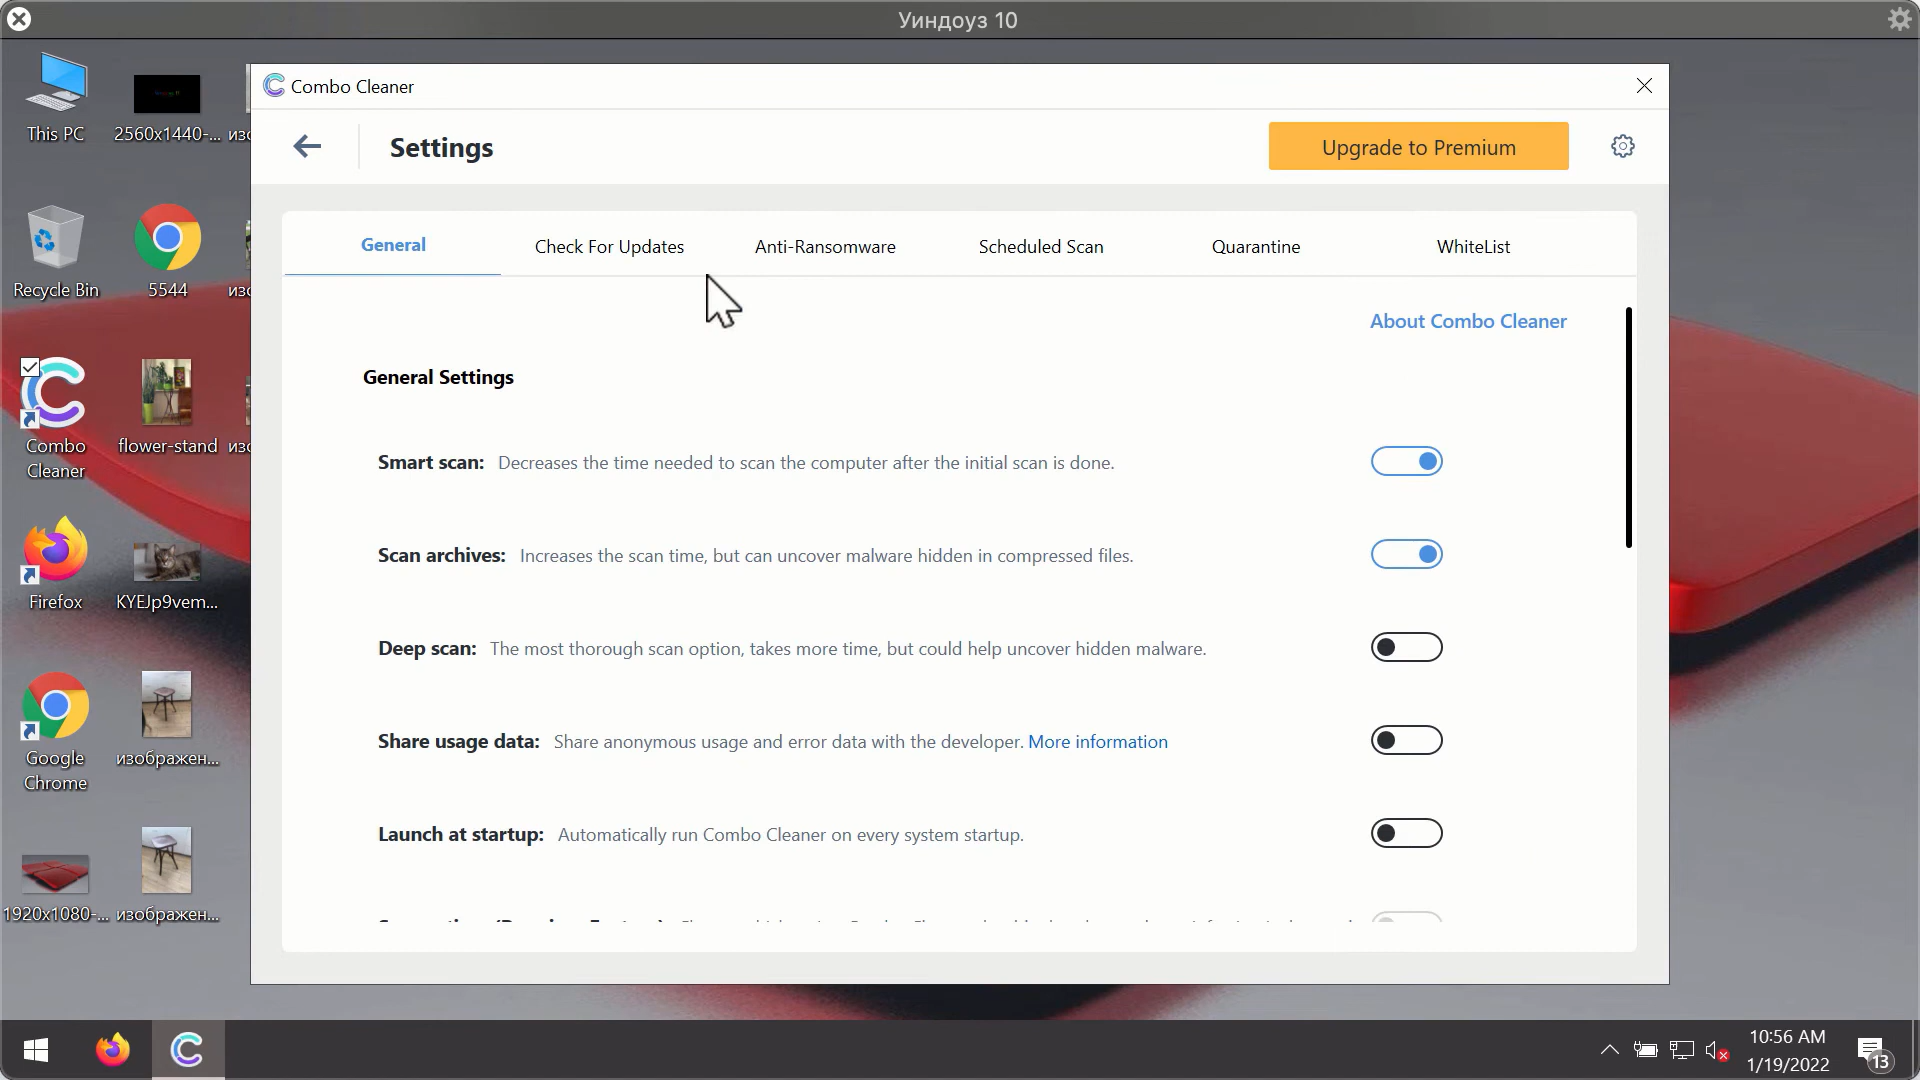 Уиндоуз 10
This PC
2560x1440-...
Recycle Bin
5544
Combo
Cleaner
flower-stand
Firefox
KYEJp9vem...
Google
Chrome
изображен...
1920x1080-...
изображен...
Combo Cleaner
Settings
Upgrade to Premium
General
Check For Updates
Anti-Ransomware
Scheduled Scan
Quarantine
WhiteList
About Combo Cleaner
General Settings
Smart scan: Decreases the time needed to scan the computer after the initial scan is done.
Scan archives: Increases the scan time, but can uncover malware hidden in compressed files.
Deep scan: The most thorough scan option, takes more time, but could help uncover hidden malware.
Share usage data: Share anonymous usage and error data with the developer. More information
Launch at startup: Automatically run Combo Cleaner on every system startup.
10:56 AM
1/19/2022
13